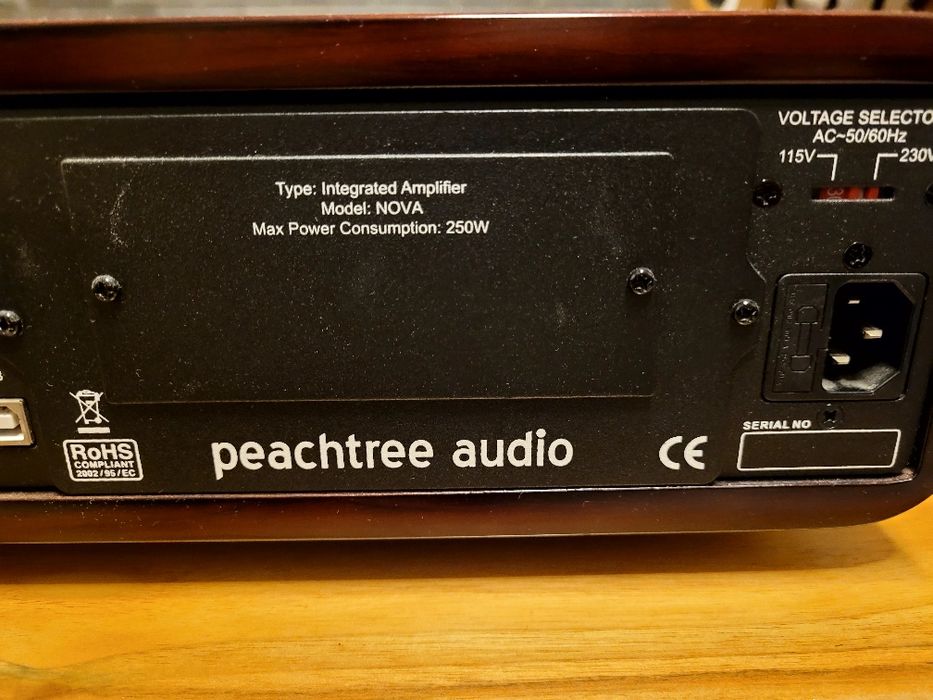 VOLTAGE SELECTO
AC~50/60Hz
115V
230V
Type: Integrated Amplifier
Model: NOVA
Max Power Consumption: 250W
RoHS
COMPLIANT
2002/95/EC
peachtree audio
CE
SERIAL NO